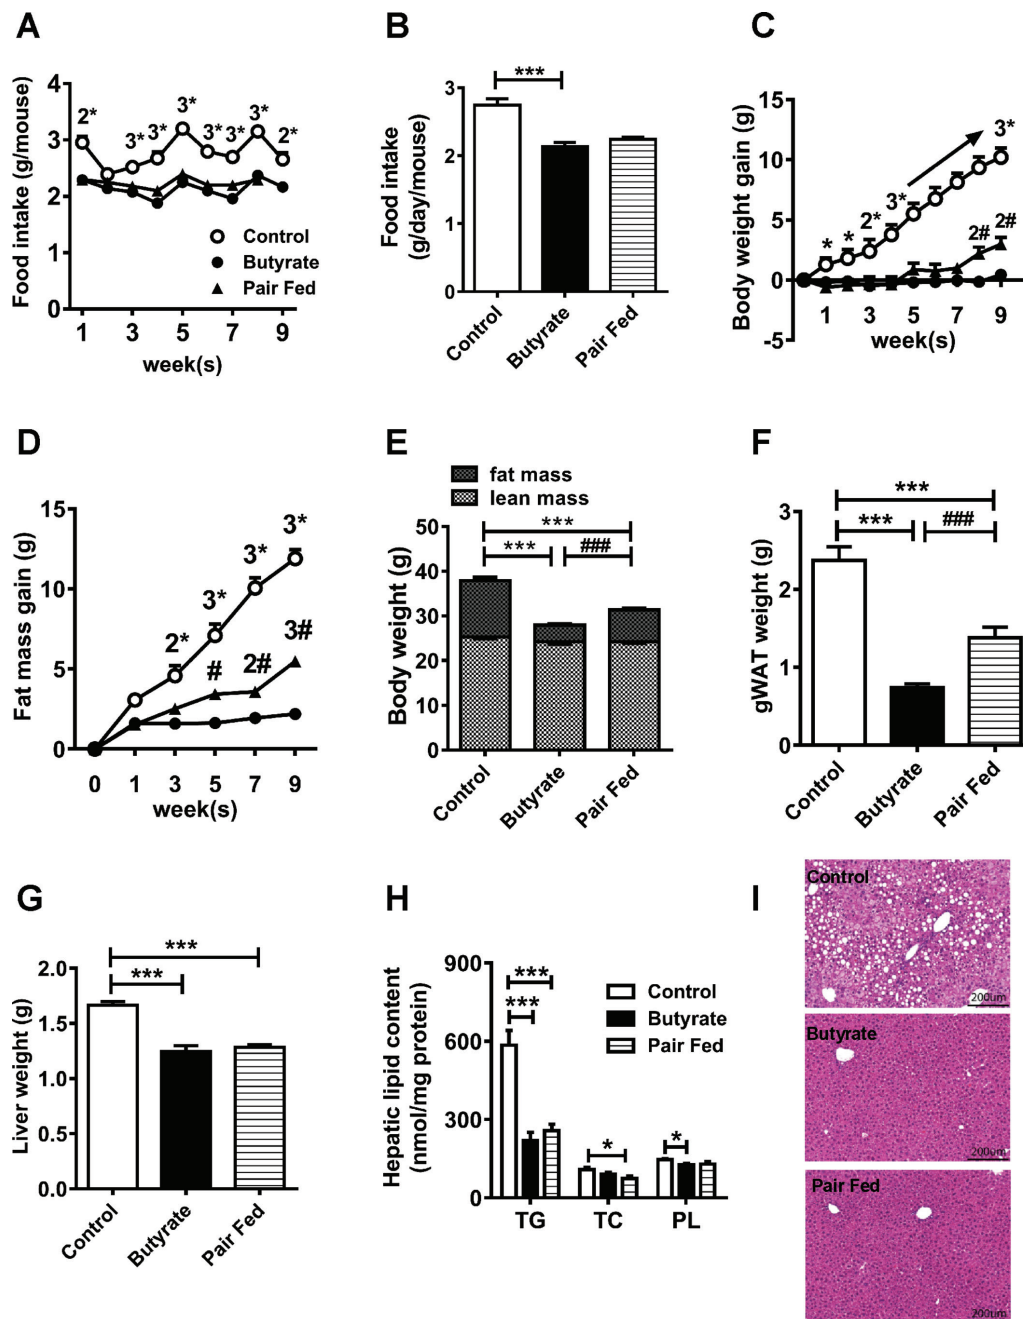 A
Food intake (g/mouse)
4
3
2
1
0
2*
3*
3*
3*
3*
3*
3*
2*
Control
Butyrate
Pair Fed
1 3 5 7 9
week(s)
B
Food intake
(g/day/mouse)
3
2
1
0
***
Control
Butyrate
Pair Fed
C
Body weight gain (g)
15
10
5
0
-5
*
*
2*
3*
3*
2#
2#
1 3 5 7 9
week(s)
D
Fat mass gain (g)
15
10
5
0
2*
3*
3*
3*
#
2#
3#
0 1 3 5 7 9
week(s)
E
fat mass
lean mass
Body weight (g)
50
40
30
20
10
0
***
***
###
Control
Butyrate
Pair Fed
F
gWAT weight (g)
3
2
1
0
***
***
###
Control
Butyrate
Pair Fed
G
Liver weight (g)
2.0
1.5
1.0
0.5
0.0
***
***
Control
Butyrate
Pair Fed
H
Hepatic lipid content
(nmol/mg protein)
900
600
300
0
***
***
*
*
Control
Butyrate
Pair Fed
TG TC PL
I
Control
200um
Butyrate
200um
Pair Fed
200um